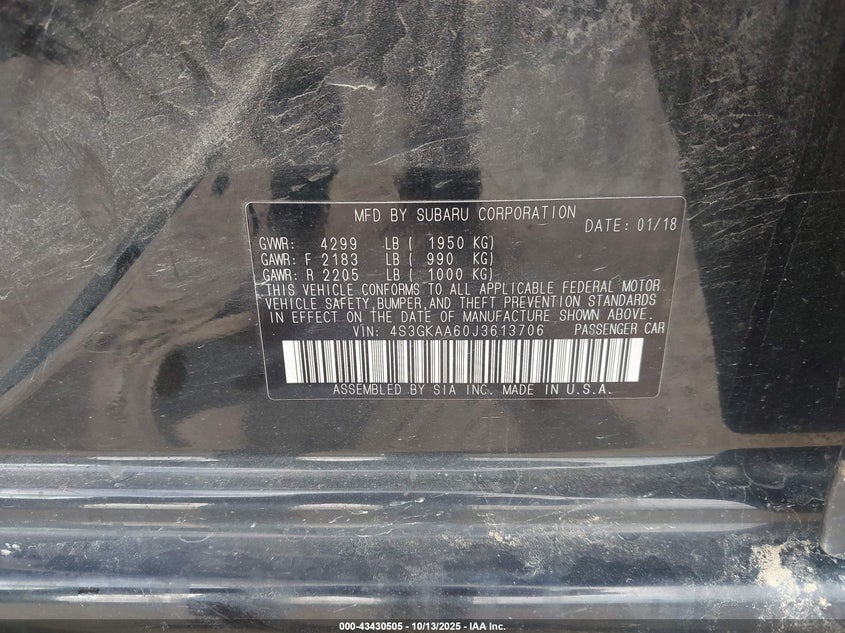 MFD BY SUBARU CORPORATION
DATE: 01/18
GVWR: 4299 LB ( 1950 KG)
GAWR: F 2183 LB ( 990 KG)
GAWR: R 2205 LB ( 1000 KG)
THIS VEHICLE CONFORMS TO ALL APPLICABLE FEDERAL MOTOR
VEHICLE SAFETY, BUMPER, AND THEFT PREVENTION STANDARDS
IN EFFECT ON THE DATE OF MANUFACTURE SHOWN ABOVE.
VIN: 4S3GKAA60J3613706 PASSENGER CAR
ASSEMBLED BY SIA INC. MADE IN U.S.A.
000-43430505 - 10/13/2025 - IAA Inc.